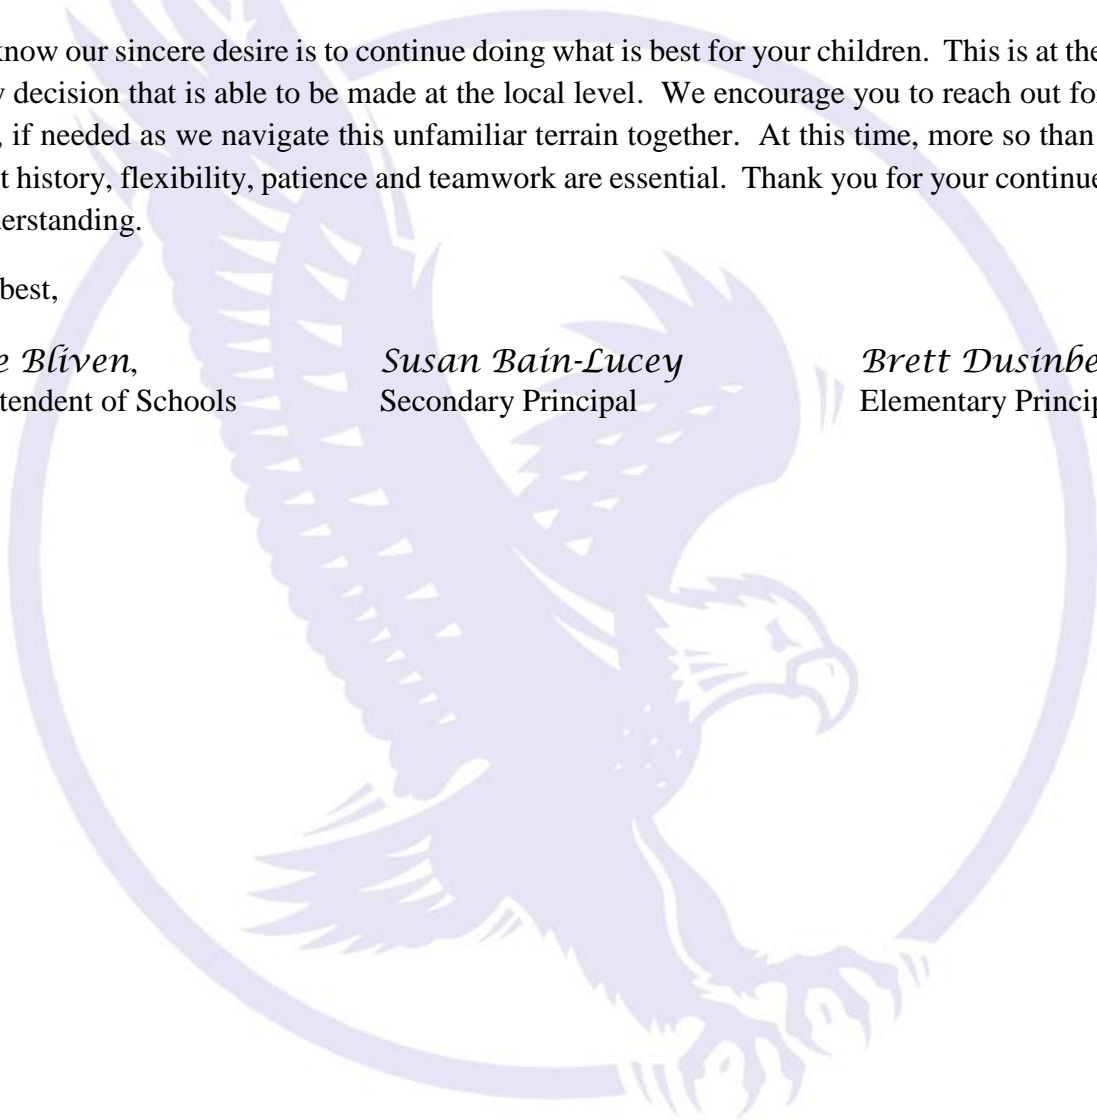 know our sincere desire is to continue doing what is best for your children. This is at the
decision that is able to be made at the local level. We encourage you to reach out for
, if needed as we navigate this unfamiliar terrain together. At this time, more so than
t history, flexibility, patience and teamwork are essential. Thank you for your continue
derstanding.
best,
e Bliven, Susan Bain-Lucey Brett Dusinbe
tendent of Schools Secondary Principal Elementary Princip